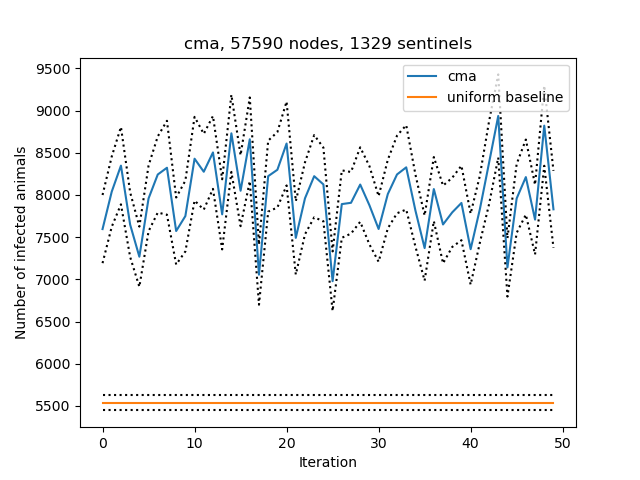 cma, 57590 nodes, 1329 sentinels
cma
uniform baseline
Number of infected animals
9500
9000
8500
8000
7500
7000
6500
6000
5500
0 10 20 30 40 50
Iteration